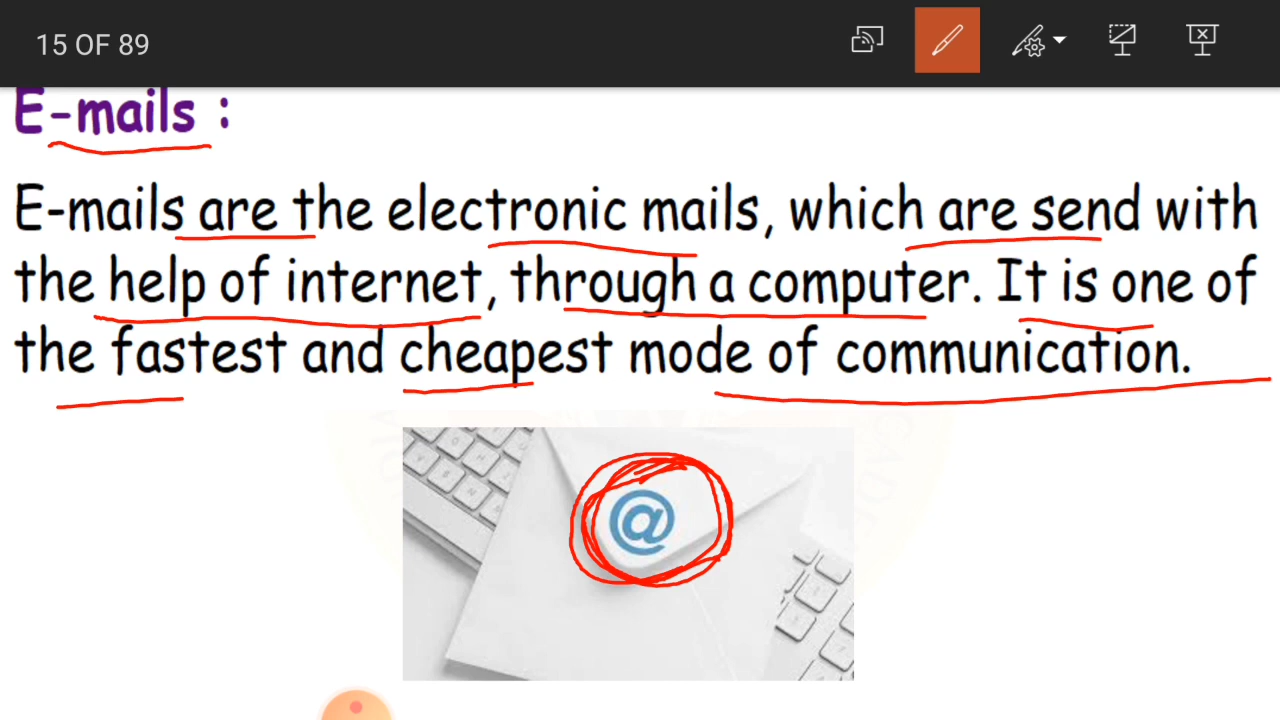 15 OF 89
E-mails :
E-mails are the electronic mails, which are send with
the help of internet, through a computer. It is one of
the fastest and cheapest mode of communication.
@